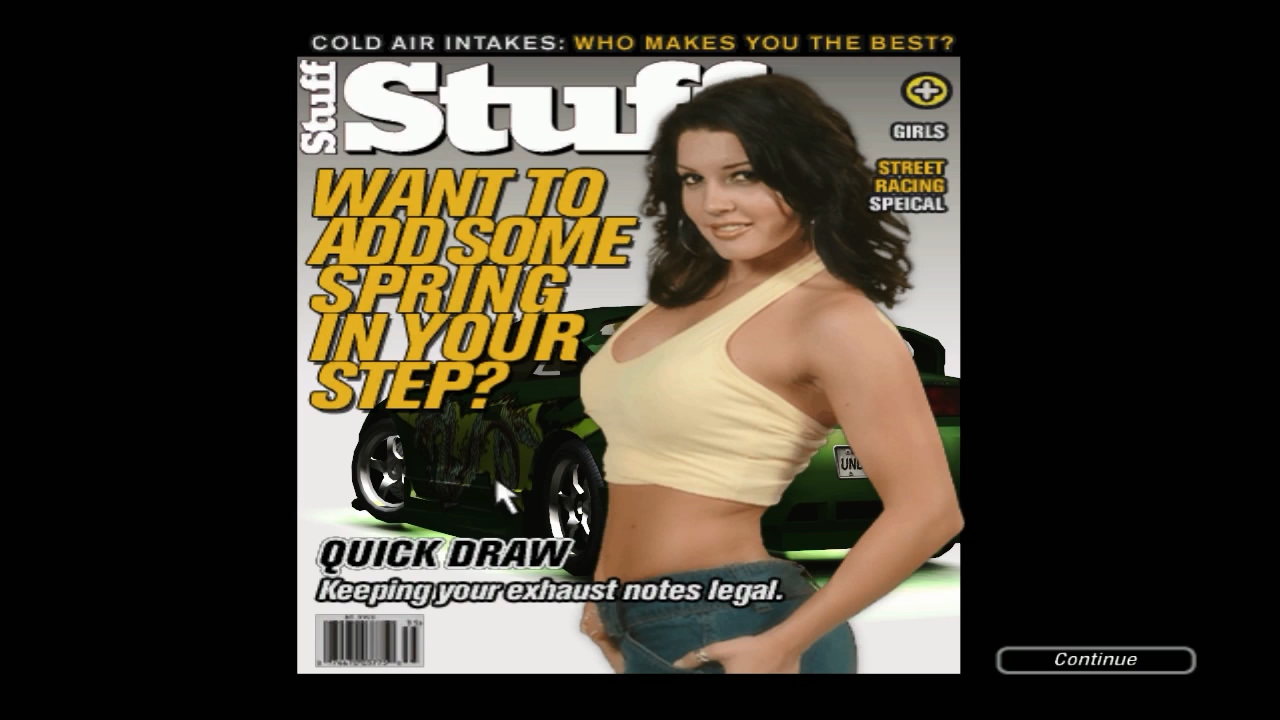 COLD AIR INTAKES: WHO MAKES YOU THE BEST?
Stuff
Stuff
GIRLS
STREET
RACING
SPEICAL
WANT TO
ADD SOME
SPRING
IN YOUR
STEP?
UND
QUICK DRAW
Keeping your exhaust notes legal.
Continue